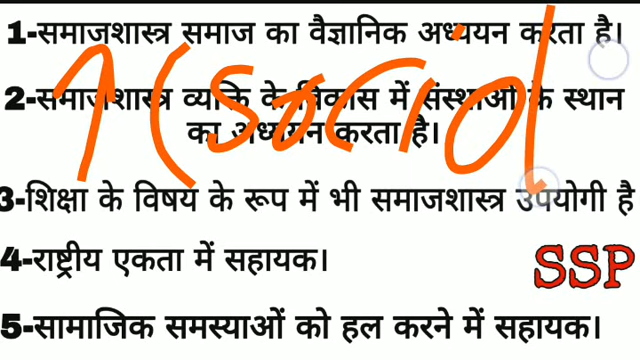 1-समाजशास्त्र समाज का वैज्ञानिक अध्ययन करता है।
2-समाजशास्त्र व्यक्ति के विकास में संस्थाओं के स्थान
का अध्ययन करता है।
3-शिक्षा के विषय के रूप में भी समाजशास्त्र उपयोगी है
SSP
4-राष्ट्रीय एकता में सहायक।
5-सामाजिक समस्याओं को हल करने में सहायक।